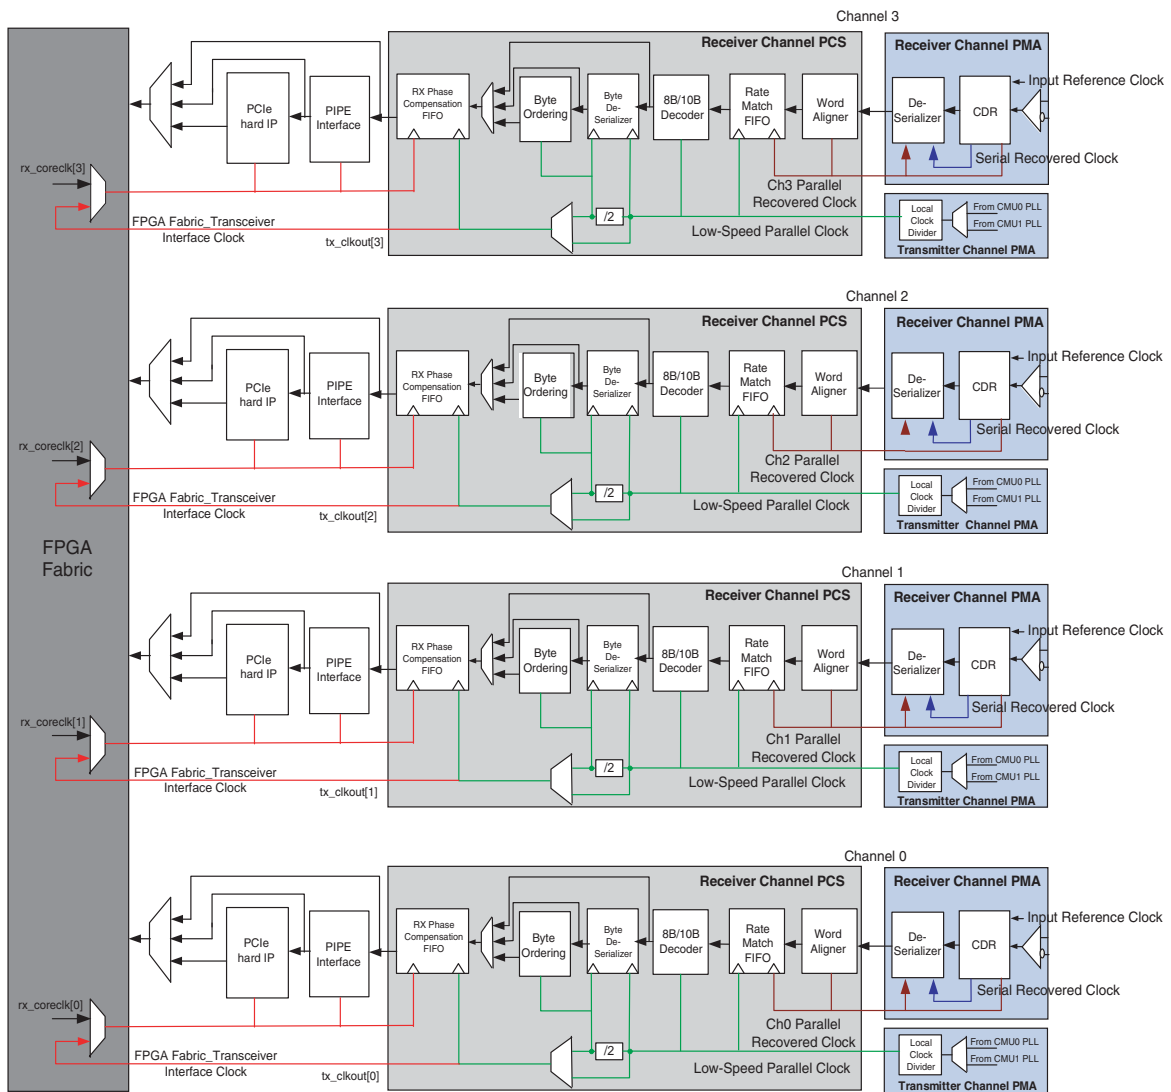 Channel 3
Receiver Channel PCS
Receiver Channel PMA
Input Reference Clock
PCIe
hard IP
PIPE
Interface
RX Phase
Compensation
FIFO
Byte
Ordering
Byte
De-
Serializer
8B/10B
Decoder
Rate
Match
FIFO
Word
Aligner
De-
Serializer
CDR
Serial Recovered Clock
rx_coreclk[3]
Ch3 Parallel
Recovered Clock
FPGA Fabric_Transceiver
Interface Clock
tx_clkout[3]
/2
Low-Speed Parallel Clock
Local
Clock
Divider
From CMU0 PLL
From CMU1 PLL
Transmitter Channel PMA
Channel 2
Receiver Channel PCS
Receiver Channel PMA
Input Reference Clock
PCIe
hard IP
PIPE
Interface
RX Phase
Compensation
FIFO
Byte
Ordering
Byte
De-
Serializer
8B/10B
Decoder
Rate
Match
FIFO
Word
Aligner
De-
Serializer
CDR
Serial Recovered Clock
rx_coreclk[2]
Ch2 Parallel
Recovered Clock
FPGA Fabric_Transceiver
Interface Clock
tx_clkout[2]
/2
Low-Speed Parallel Clock
Local
Clock
Divider
From CMU0 PLL
From CMU1 PLL
Transmitter Channel PMA
FPGA
Fabric
Channel 1
Receiver Channel PCS
Receiver Channel PMA
Input Reference Clock
PCIe
hard IP
PIPE
Interface
RX Phase
Compensation
FIFO
Byte
Ordering
Byte
De-
Serializer
8B/10B
Decoder
Rate
Match
FIFO
Word
Aligner
De-
Serializer
CDR
Serial Recovered Clock
rx_coreclk[1]
Ch1 Parallel
Recovered Clock
FPGA Fabric_Transceiver
Interface Clock
tx_clkout[1]
/2
Low-Speed Parallel Clock
Local
Clock
Divider
From CMU0 PLL
From CMU1 PLL
Transmitter Channel PMA
Channel 0
Receiver Channel PCS
Receiver Channel PMA
Input Reference Clock
PCIe
hard IP
PIPE
Interface
RX Phase
Compensation
FIFO
Byte
Ordering
Byte
De-
Serializer
8B/10B
Decoder
Rate
Match
FIFO
Word
Aligner
De-
Serializer
CDR
Serial Recovered Clock
rx_coreclk[0]
Ch0 Parallel
Recovered Clock
FPGA Fabric_Transceiver
Interface Clock
tx_clkout[0]
/2
Low-Speed Parallel Clock
Local
Clock
Divider
From CMU0 PLL
From CMU1 PLL
Transmitter Channel PMA